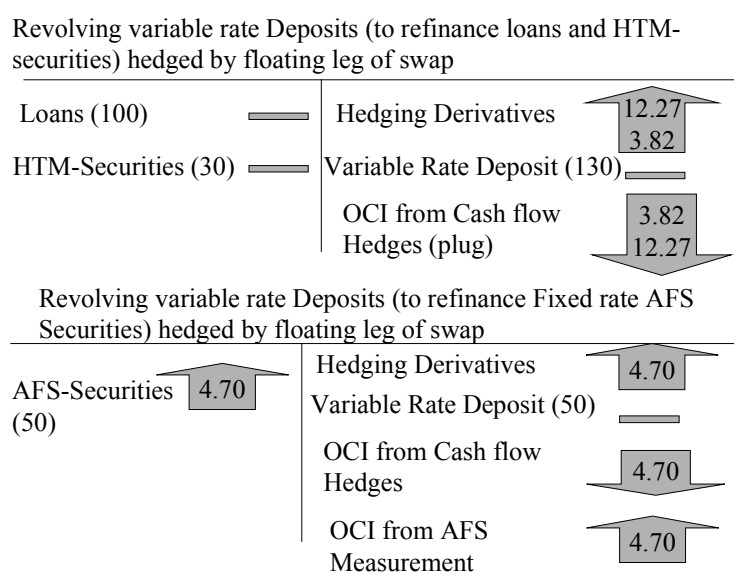 Revolving variable rate Deposits (to refinance loans and HTM-
securities) hedged by floating leg of swap
Loans (100)
Hedging Derivatives
12.27
3.82
HTM-Securities (30)
Variable Rate Deposit (130)
OCI from Cash flow
Hedges (plug)
3.82
12.27
Revolving variable rate Deposits (to refinance Fixed rate AFS
Securities) hedged by floating leg of swap
AFS-Securities
(50)
4.70
Hedging Derivatives
4.70
Variable Rate Deposit (50)
OCI from Cash flow
Hedges
4.70
OCI from AFS
Measurement
4.70